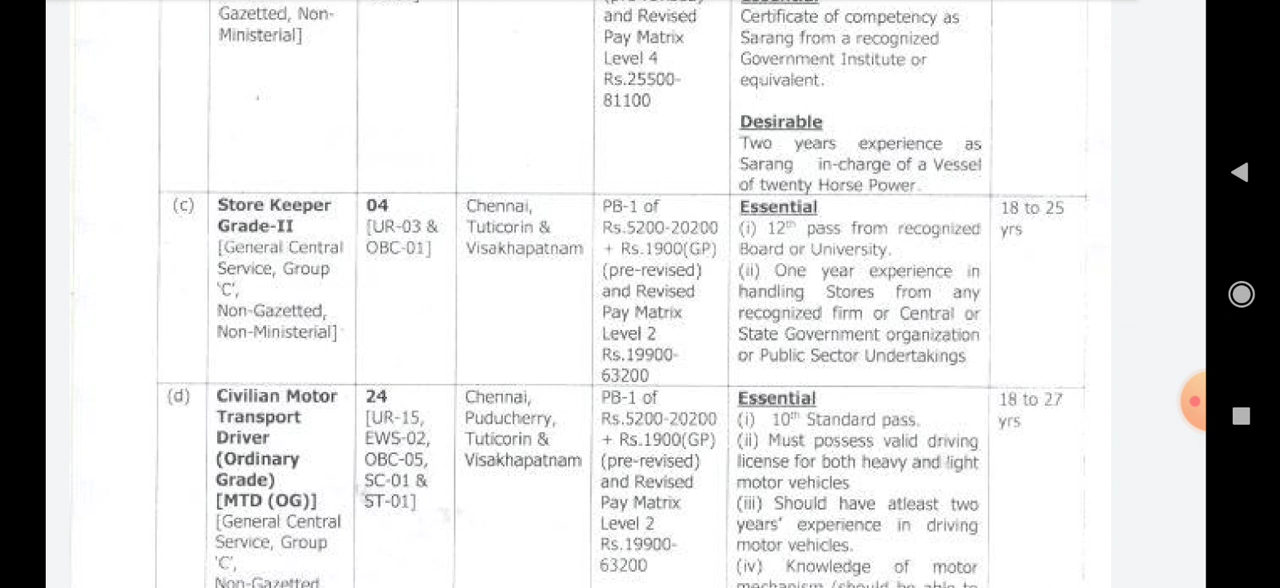 Gazetted, Non-
Ministerial]
and Revised
Pay Matrix
Level 4
Rs.25500-
81100
Certificate of competency as
Sarang from a recognized
Government Institute or
equivalent.
Desirable
Two years experience as
Sarang in-charge of a Vessel
of twenty Horse Power.
(c)
Store Keeper
Grade-II
[General Central
Service, Group
'C',
Non-Gazetted,
Non-Ministerial]
04
[UR-03 &
OBC-01]
Chennai,
Tuticorin &
Visakhapatnam
PB-1 of
Rs.5200-20200
+ Rs.1900(GP)
(pre-revised)
and Revised
Pay Matrix
Level 2
Rs.19900-
63200
Essential
(i) 12th pass from recognized
Board or University.
(ii) One year experience in
handling Stores from any
recognized firm or Central or
State Government organization
or Public Sector Undertakings
18 to 25
yrs
(d)
Civilian Motor
Transport
Driver
(Ordinary
Grade)
[MTD (OG)]
[General Central
Service, Group
'C',
Non-Gazetted
24
[UR-15,
EWS-02,
OBC-05,
SC-01 &
ST-01]
Chennai,
Puducherry,
Tuticorin &
Visakhapatnam
PB-1 of
Rs.5200-20200
+ Rs.1900(GP)
(pre-revised)
and Revised
Pay Matrix
Level 2
Rs.19900-
63200
Essential
(i) 10th Standard pass.
(ii) Must possess valid driving
license for both heavy and light
motor vehicles
(iii) Should have atleast two
years' experience in driving
motor vehicles.
(iv) Knowledge of motor
mechanism (should be able to
18 to 27
yrs